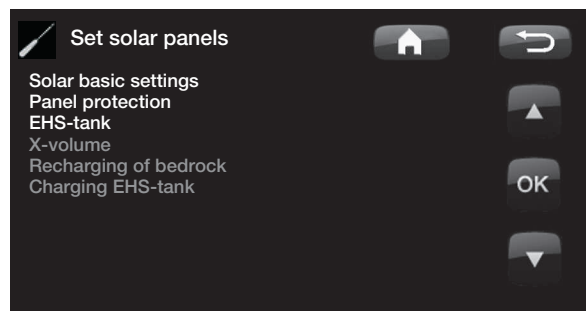 Set solar panels
Solar basic settings
Panel protection
EHS-tank
X-volume
Recharging of bedrock
Charging EHS-tank
OK